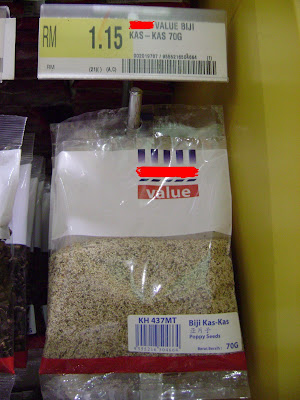 RM 1.15
VALUE BIJI
KAS-KAS 70G
value
KH 437MT
Biji Kas-Kas
Poppy Seeds
70G